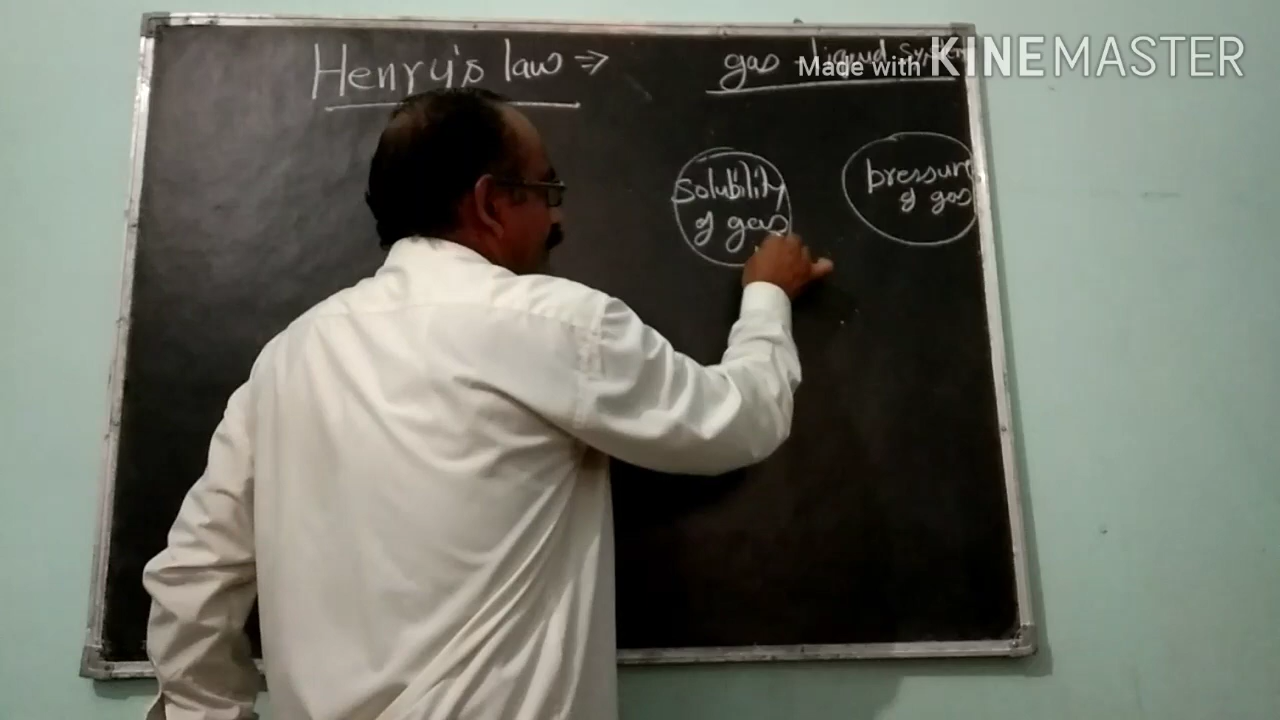 Henry's law ⇒
gas - liquid system
Made with KINEMASTER
solubility
of gas
pressure
of gas